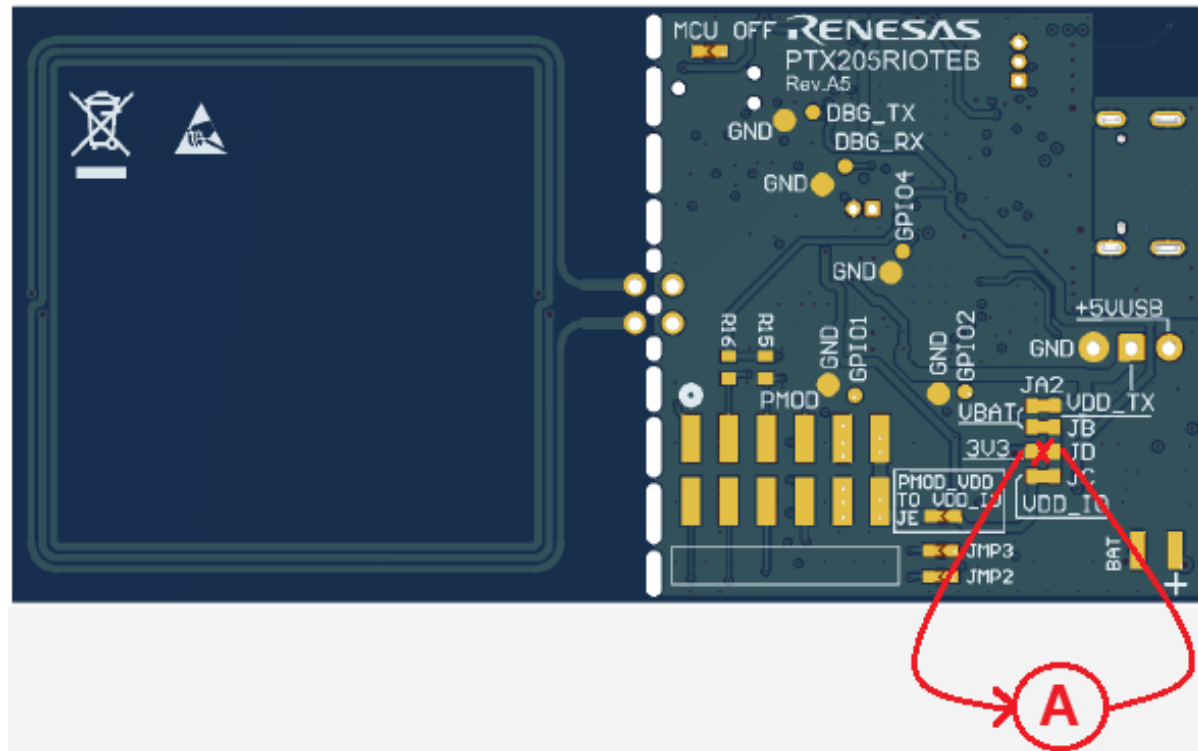 MCU OFF
RENESAS
PTX205RIOTEB
Rev.A5
DBG_TX
GND
DBG_RX
GND
GPIO4
GND
+5VUSB
GND
R16
R15
GND
GPIO1
GND
GPIO2
JA2
PMOD
VBAT
VDD_TX
JB
3V3
JD
JC
PMOD_VDD
TO VDD_IO
JE
VDD_IO
JMP3
JMP2
BAT
+
A